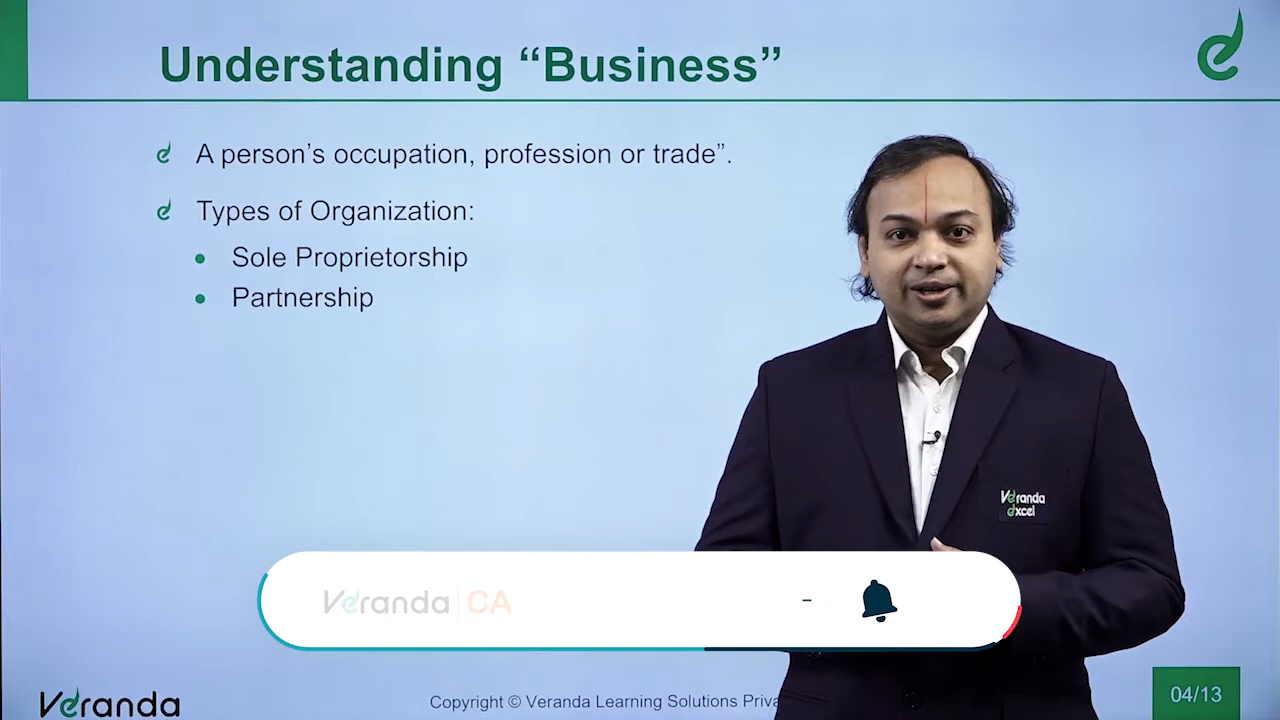 Understanding “Business”
A person’s occupation, profession or trade”.
Types of Organization:
Sole Proprietorship
Partnership
Veranda
excel
Veranda CA
Veranda
Copyright © Veranda Learning Solutions
04/13